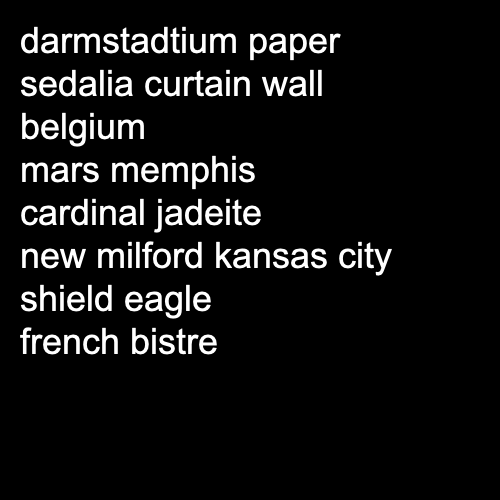 darmstadtium paper
sedalia curtain wall
belgium
mars memphis
cardinal jadeite
new milford kansas city
shield eagle
french bistre